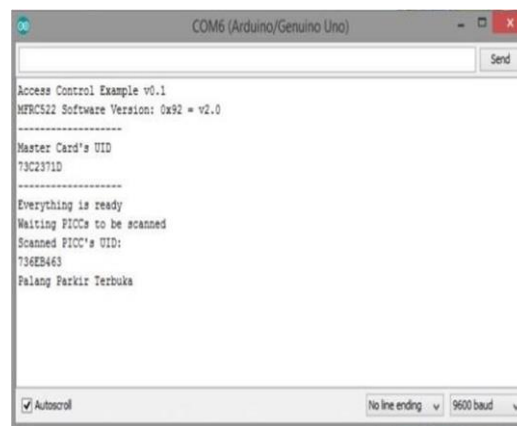 COM6 (Arduino/Genuino Uno)
Send
Access Control Example v0.1
MFRC522 Software Version: 0x92 = v2.0
-------------------
Master Card's UID
73C2371D
-------------------
Everything is ready
Waiting PICCs to be scanned
Scanned PICC's UID:
736EB463
Palang Parkir Terbuka
Autoscroll
No line ending
9600 baud